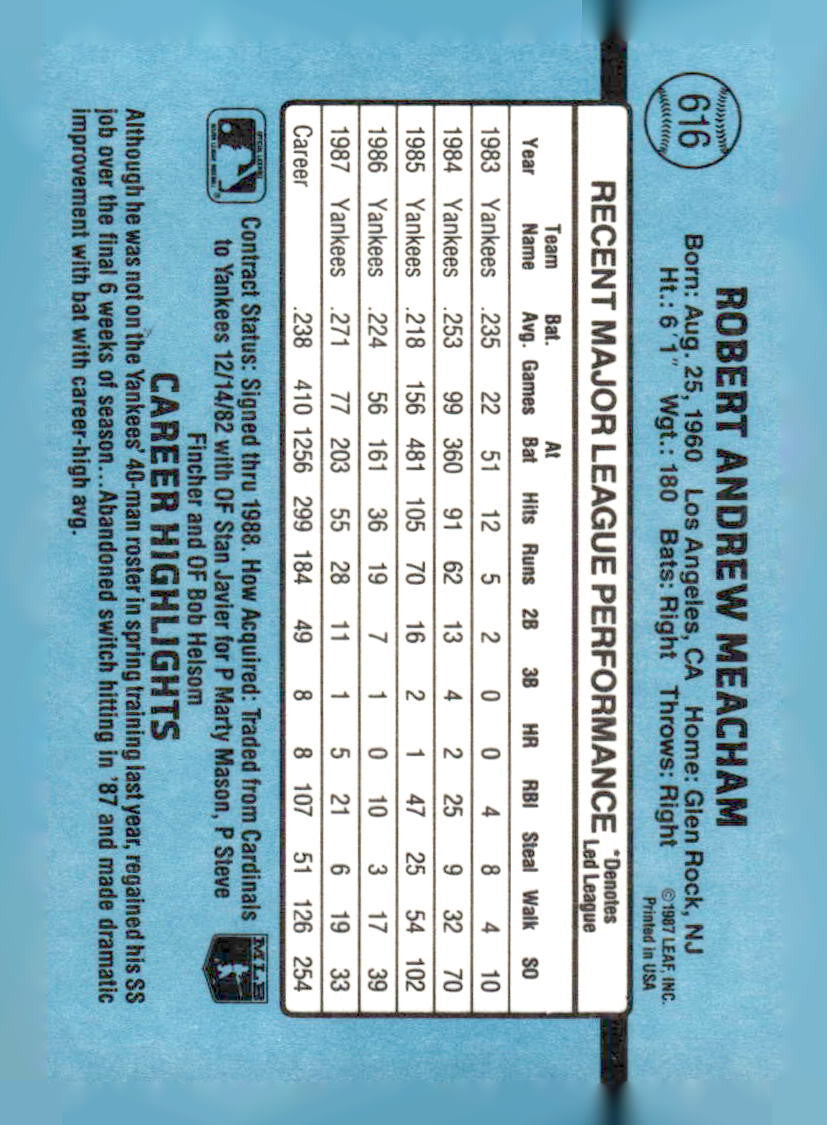 616
ROBERT ANDREW MEACHAM
Born: Aug. 25, 1960 Los Angeles, CA Home: Glen Rock, NJ
Ht.: 6′1″ Wgt.: 180 Bats: Right Throws: Right
©1987 LEAF, INC.
Printed in USA
RECENT MAJOR LEAGUE PERFORMANCE *Denotes Led League
Year Team Name Bat. Avg. Games At Bat Hits Runs 2B 3B HR RBI Steal Walk SO
1983 Yankees .235 22 51 12 5 2 0 0 4 8 4 10
1984 Yankees .253 99 360 91 62 13 4 2 25 9 32 70
1985 Yankees .218 156 481 105 70 16 2 1 47 25 54 102
1986 Yankees .224 56 161 36 19 7 1 0 10 3 17 39
1987 Yankees .271 77 203 55 28 11 1 5 21 6 19 33
Career .238 410 1256 299 184 49 8 8 107 51 126 254
Contract Status: Signed thru 1988. How Acquired: Traded from Cardinals
to Yankees 12/14/82 with OF Stan Javier for P Marty Mason, P Steve
Fincher and OF Bob Helsom
MLB
CAREER HIGHLIGHTS
Although he was not on the Yankees' 40-man roster in spring training last year, regained his SS
job over the final 6 weeks of season...Abandoned switch hitting in '87 and made dramatic
improvement with bat with career-high avg.